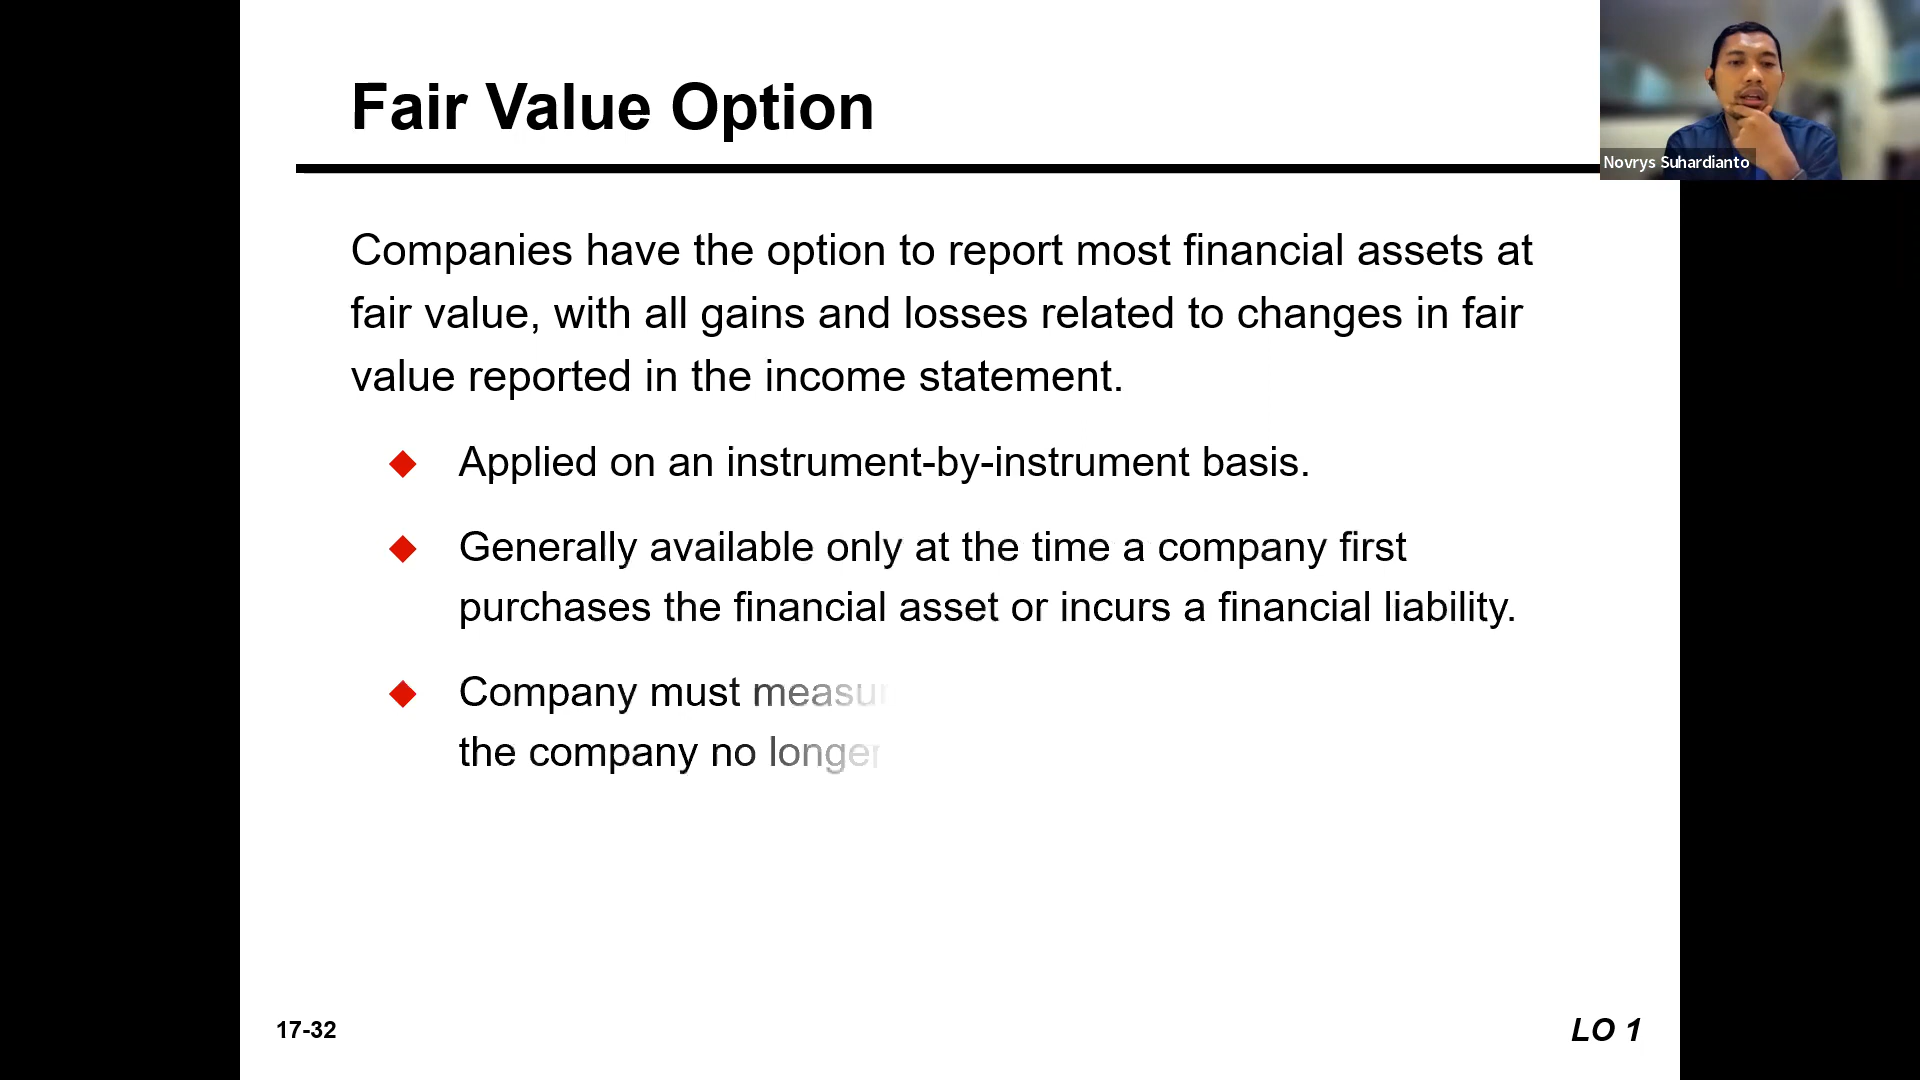 Fair Value Option
Novrys Suhardianto
Companies have the option to report most financial assets at
fair value, with all gains and losses related to changes in fair
value reported in the income statement.
Applied on an instrument-by-instrument basis.
Generally available only at the time a company first
purchases the financial asset or incurs a financial liability.
Company must
the company no longer
17-32
LO 1